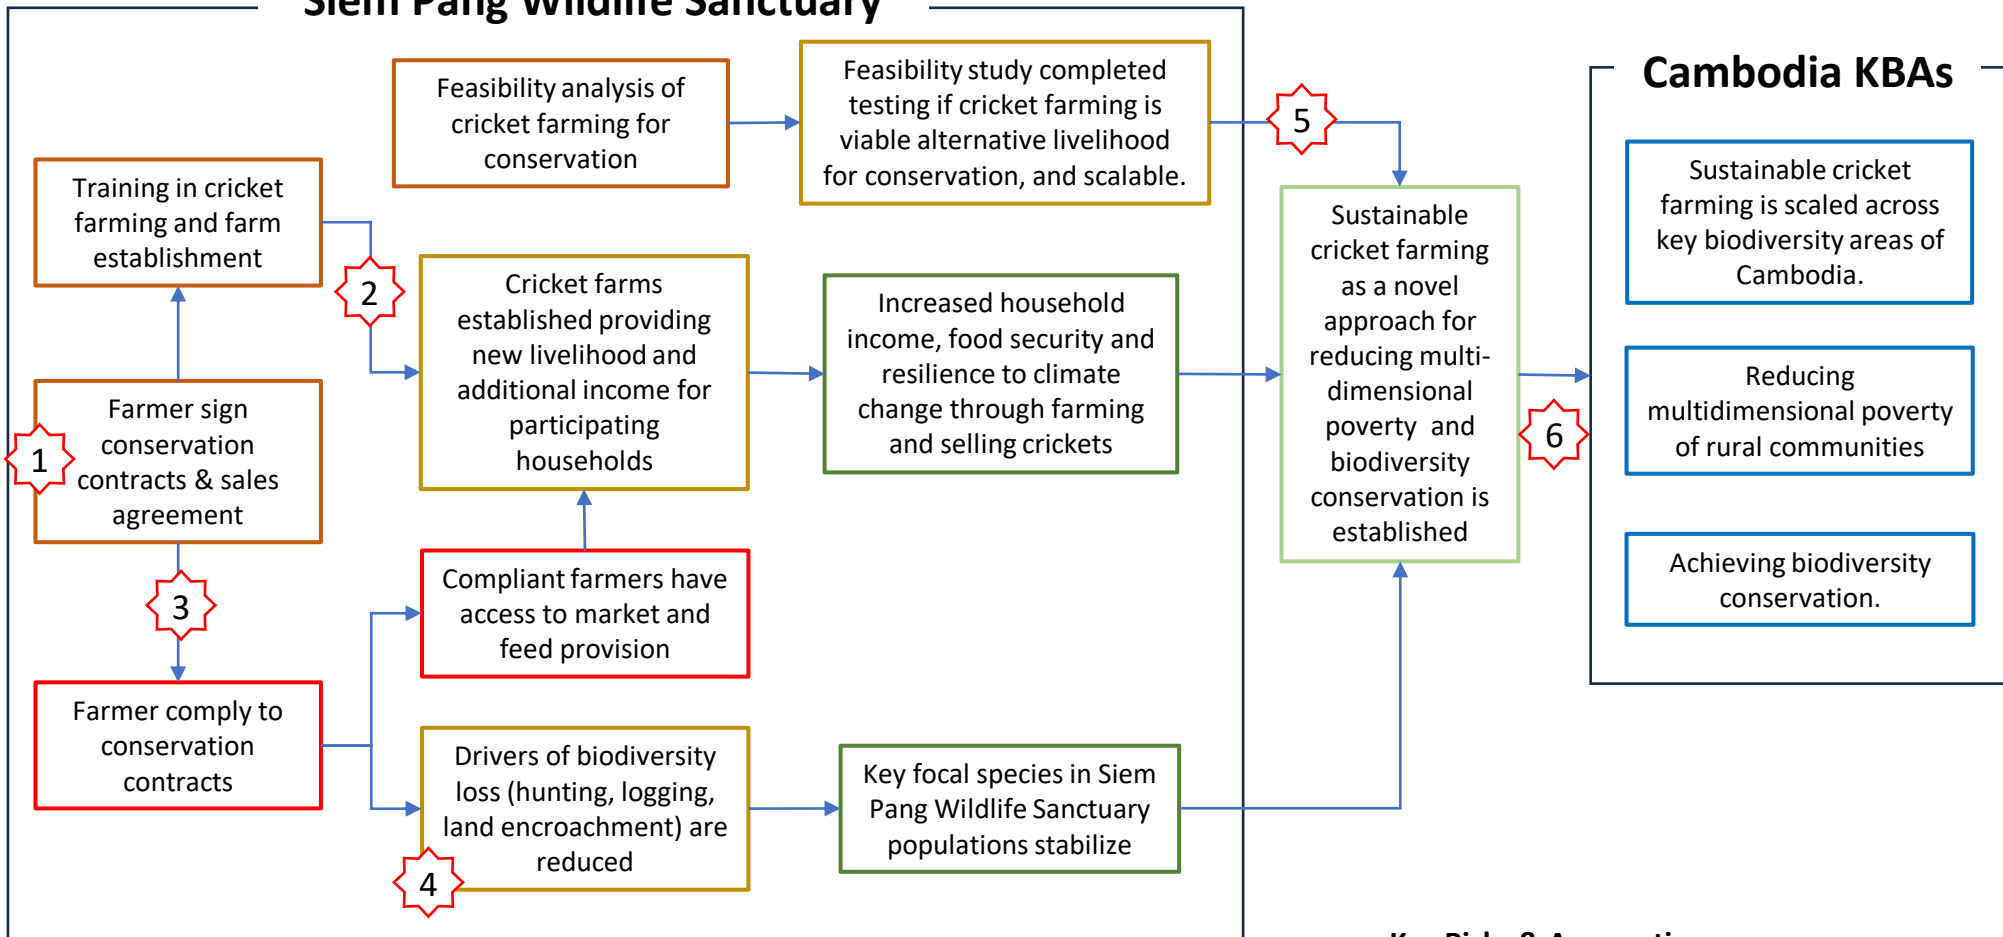 Siem Pang Wildlife Sanctuary
Feasibility analysis of
cricket farming for
conservation
Feasibility study completed
testing if cricket farming is
viable alternative livelihood
for conservation, and scalable.
5
Cambodia KBAs
Training in cricket
farming and farm
establishment
2
Cricket farms
established providing
new livelihood and
additional income for
participating
households
Increased household
income, food security and
resilience to climate
change through farming
and selling crickets
Sustainable
cricket farming
as a novel
approach for
reducing multi-
dimensional
poverty and
biodiversity
conservation is
established
Sustainable cricket
farming is scaled across
key biodiversity areas of
Cambodia.
Reducing
multidimensional poverty
of rural communities
Achieving biodiversity
conservation.
6
1
Farmer sign
conservation
contracts & sales
agreement
3
Compliant farmers have
access to market and
feed provision
Farmer comply to
conservation
contracts
Drivers of biodiversity
loss (hunting, logging,
land encroachment) are
reduced
4
Key focal species in Siem
Pang Wildlife Sanctuary
populations stabilize